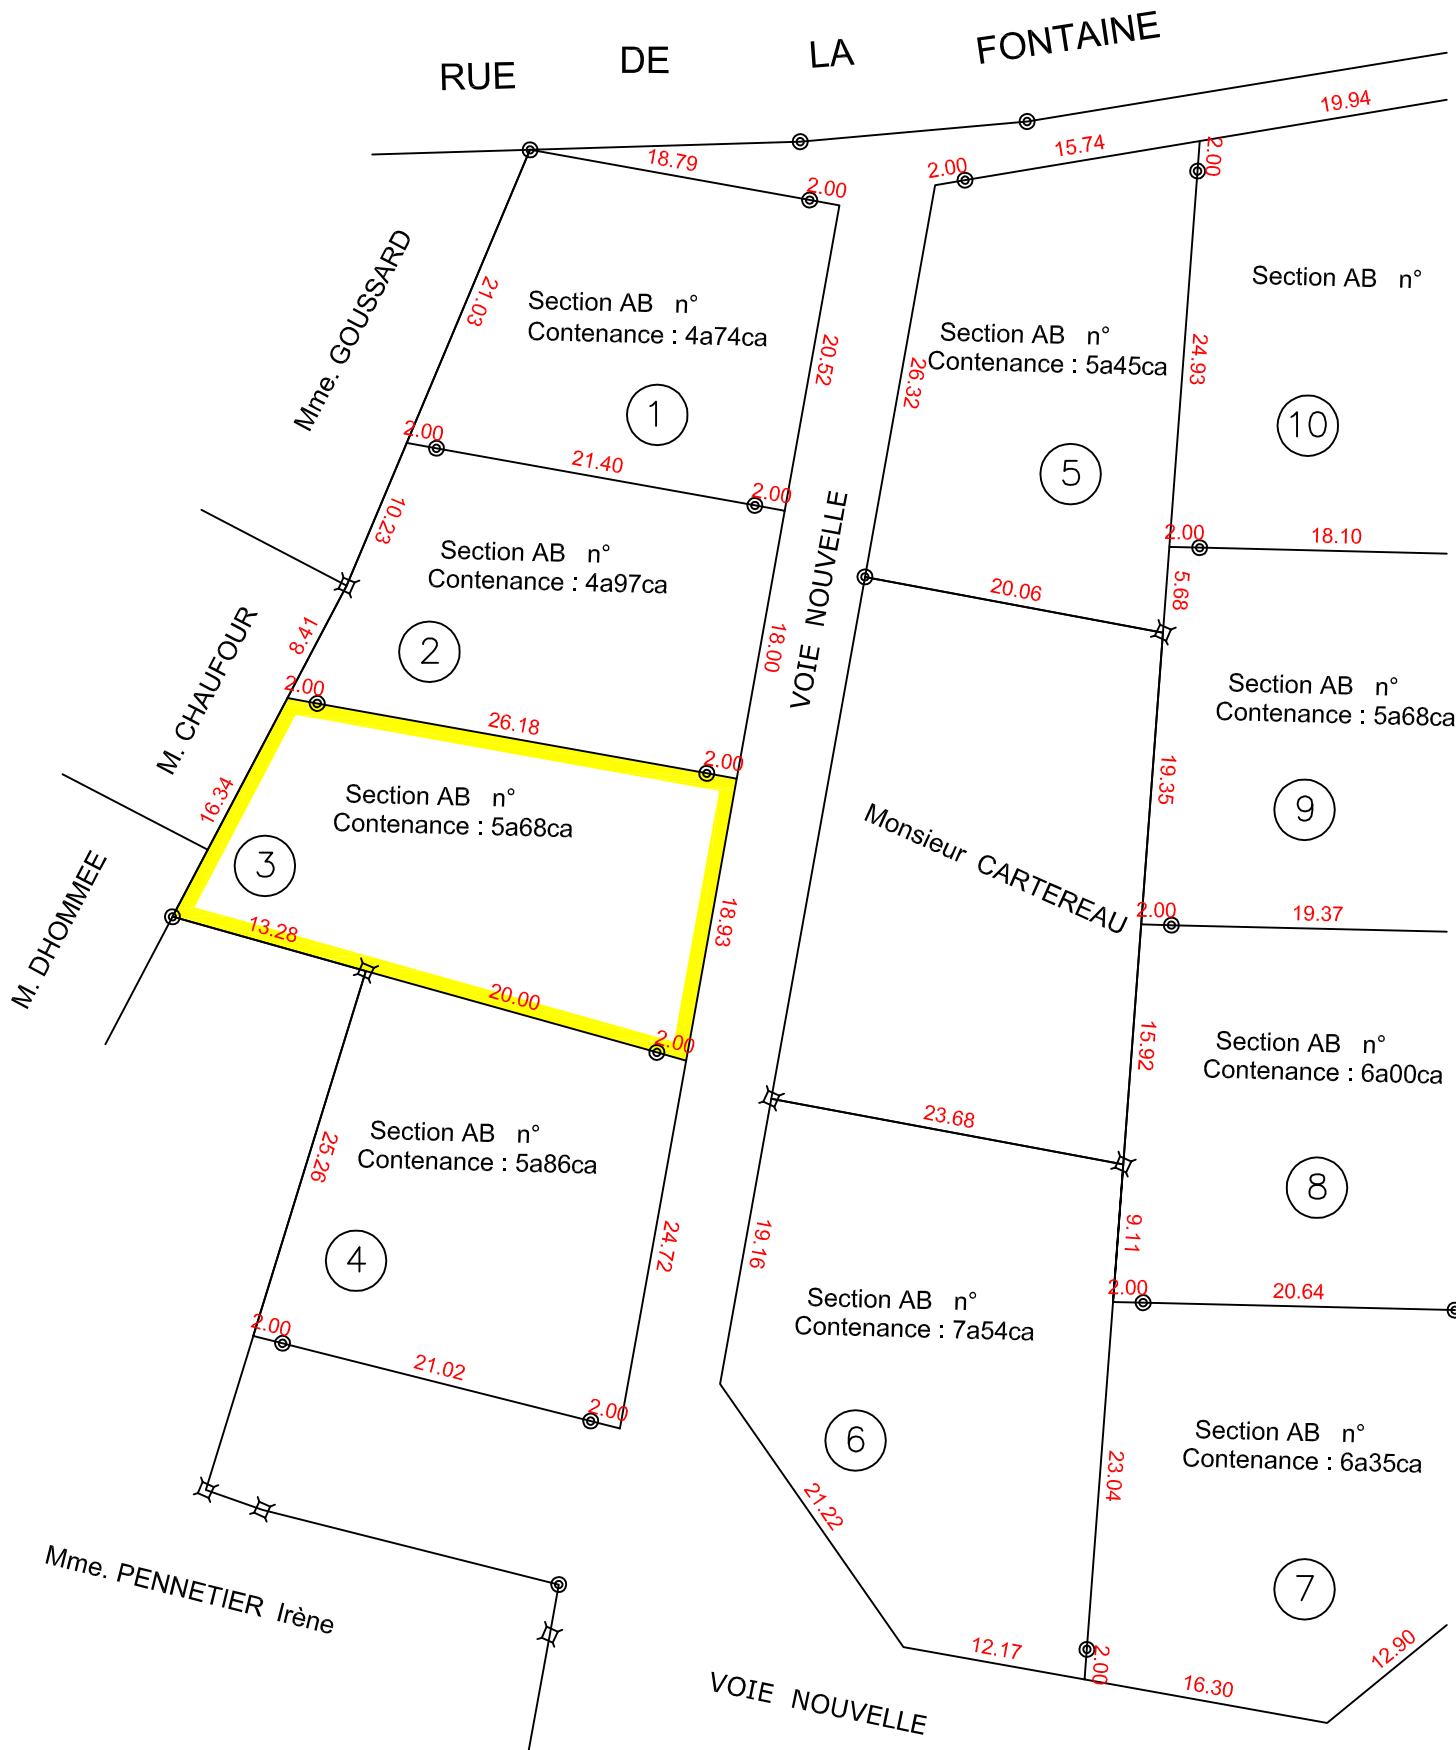 RUE DE LA FONTAINE
19.94
15.74
18.79
2.00
2.00
2.00
Mme. GOUSSARD
21.03
Section AB n°
Contenance : 4a74ca
1
20.52
26.32
Section AB n°
Contenance : 5a45ca
5
24.93
Section AB n°
10
2.00
21.40
2.00
10.23
Section AB n°
Contenance : 4a97ca
2
18.00
VOIE NOUVELLE
2.00
18.10
20.06
5.68
M. CHAUFOUR
8.41
2.00
26.18
2.00
Section AB n°
Contenance : 5a68ca
9
19.35
16.34
Section AB n°
Contenance : 5a68ca
3
18.93
Monsieur CARTEREAU
2.00
19.37
M. DHOMMEE
13.28
20.00
2.00
15.92
Section AB n°
Contenance : 6a00ca
8
23.68
25.26
Section AB n°
Contenance : 5a86ca
4
24.72
19.16
9.11
2.00
20.64
Section AB n°
Contenance : 7a54ca
6
2.00
21.02
2.00
21.22
23.04
Section AB n°
Contenance : 6a35ca
7
Mme. PENNETIER Irène
12.17
2.00
16.30
12.90
VOIE NOUVELLE